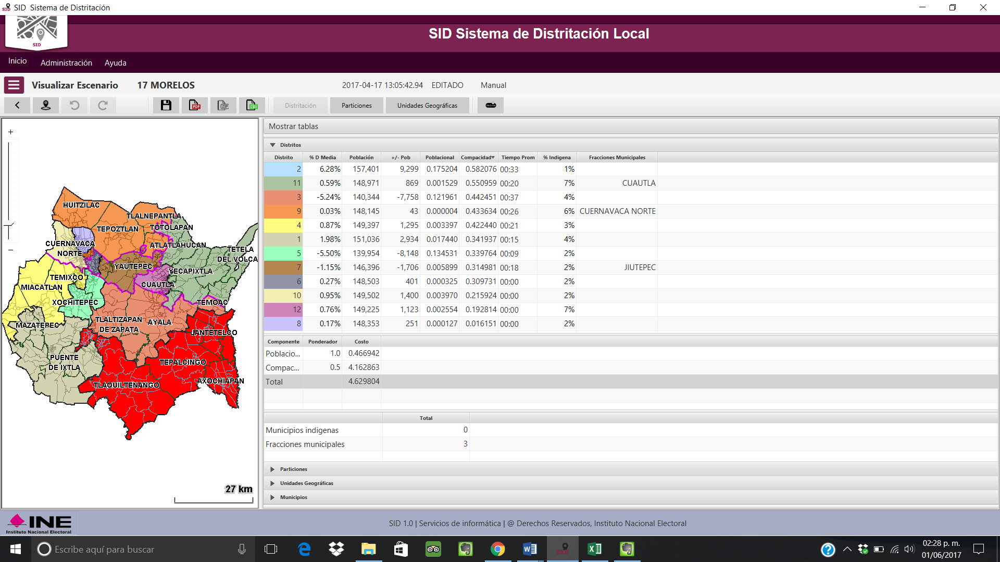 SID Sistema de Distritación
SID
SID Sistema de Distritación Local
Inicio Administración Ayuda
Visualizar Escenario 17 MORELOS 2017-04-17 13:05:42.94 EDITADO Manual
PDF ZIP CSV Distritación Particiones Unidades Geográficas
+
−
HUITZILAC
TLALNEPANTLA
TEPOZTLAN
TOTOLAPAN
CUERNAVACA
NORTE
ATLATLAHUCAN
TETELA
DEL VOLCA
YAUTEPEC
YECAPIXTLA
TEMIXCO
CUAUTLA
MIACATLAN
XOCHITEPEC
TEMOAC
MAZATEPEC
TLALTIZAPAN
DE ZAPATA
AYALA
JANTETELCO
PUENTE
DE IXTLA
TEPALCINGO
TLAQUILTENANGO
AXOCHIAPAN
27 km
Mostrar tablas
Distritos
Distrito % D Media Población +/- Pob Poblacional Compacidad Tiempo Prom % Indigena Fracciones Municipales
2 6.28% 157,401 9,299 0.175204 0.582076 00:33 1%
11 0.59% 148,971 869 0.001529 0.550959 00:20 7% CUAUTLA
3 -5.24% 140,344 -7,758 0.121961 0.442451 00:37 4%
9 0.03% 148,145 43 0.000004 0.433634 00:26 6% CUERNAVACA NORTE
4 0.87% 149,397 1,295 0.003397 0.422440 00:21 3%
1 1.98% 151,036 2,934 0.017440 0.341937 00:15 4%
5 -5.50% 139,954 -8,148 0.134531 0.339764 00:09 2%
7 -1.15% 146,396 -1,706 0.005899 0.314981 00:18 2% JIUTEPEC
6 0.27% 148,503 401 0.000325 0.309731 00:00 2%
10 0.95% 149,502 1,400 0.003970 0.215924 00:00 2%
12 0.76% 149,225 1,123 0.002554 0.192814 00:00 7%
8 0.17% 148,353 251 0.000127 0.016151 00:00 2%
Componente Ponderador Costo
Poblacio... 1.0 0.466942
Compac... 0.5 4.162863
Total 4.629804
Total
Municipios indigenas 0
Fracciones municipales 3
Particiones
Unidades Geográficas
Municipios
INE
Instituto Nacional Electoral
SID 1.0 | Servicios de informática | @ Derechos Reservados, Instituto Nacional Electoral
Escribe aquí para buscar
02:28 p. m.
01/06/2017